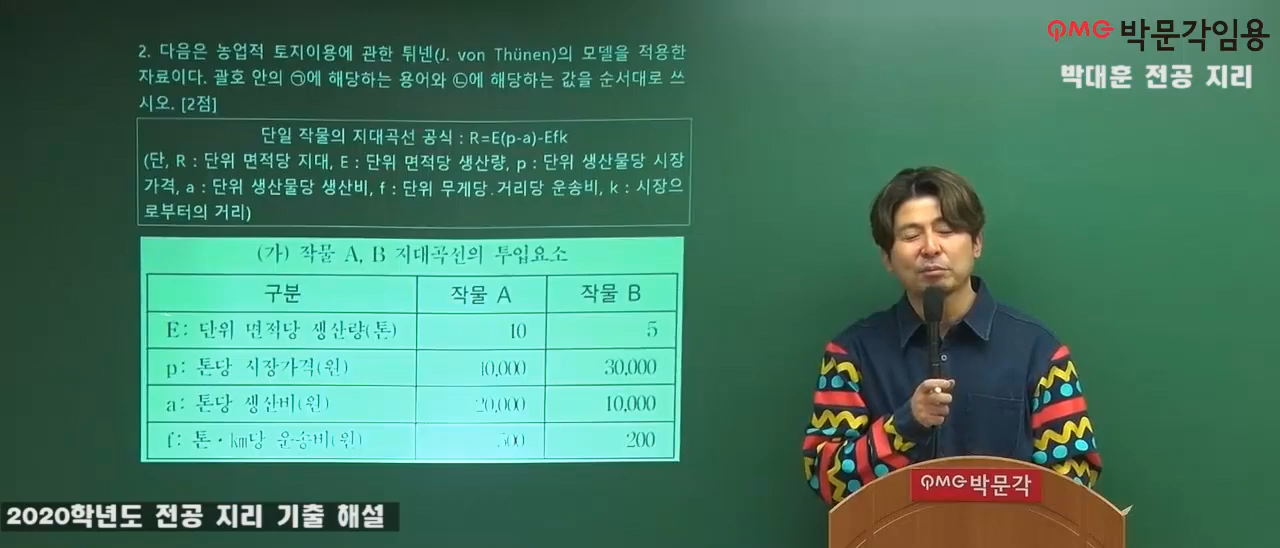 PMG 박문각임용
박대훈 전공 지리
2. 다음은 농업적 토지이용에 관한 튀넨(J. von Thünen)의 모델을 적용한
자료이다. 괄호 안의 ㉠에 해당하는 용어와 ㉡에 해당하는 값을 순서대로 쓰
시오. [2점]
단일 작물의 지대곡선 공식 : R=E(p-a)-Efk
(단, R : 단위 면적당 지대, E : 단위 면적당 생산량, p : 단위 생산물당 시장
가격, a : 단위 생산물당 생산비, f : 단위 무게당.거리당 운송비, k : 시장으
로부터의 거리)
(가) 작물 A, B 지대곡선의 투입요소
구분 작물 A 작물 B
E: 단위 면적당 생산량(톤) 10 5
p: 톤당 시장가격(원) 40,000 30,000
a: 톤당 생산비(원) 20,000 10,000
f: 톤·km당 운송비(원) 200
PMG 박문각
2020학년도 전공 지리 기출 해설